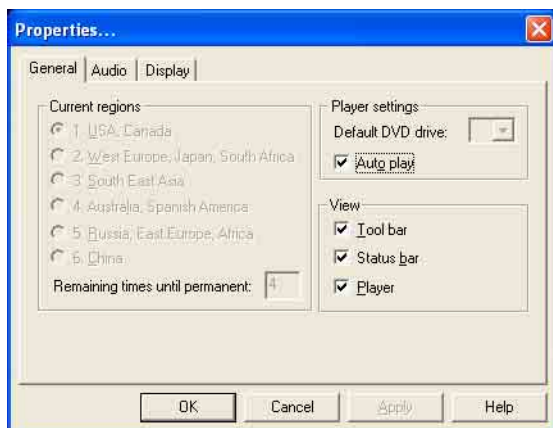 Properties...
General Audio Display
Current regions
1. USA, Canada
2. West Europe, Japan, South Africa
3. South East Asia
4. Australia, Spanish America
5. Russia, East Europe, Africa
6. China
Remaining times until permanent: 4
Player settings
Default DVD drive:
Auto play
View
Tool bar
Status bar
Player
OK Cancel Apply Help